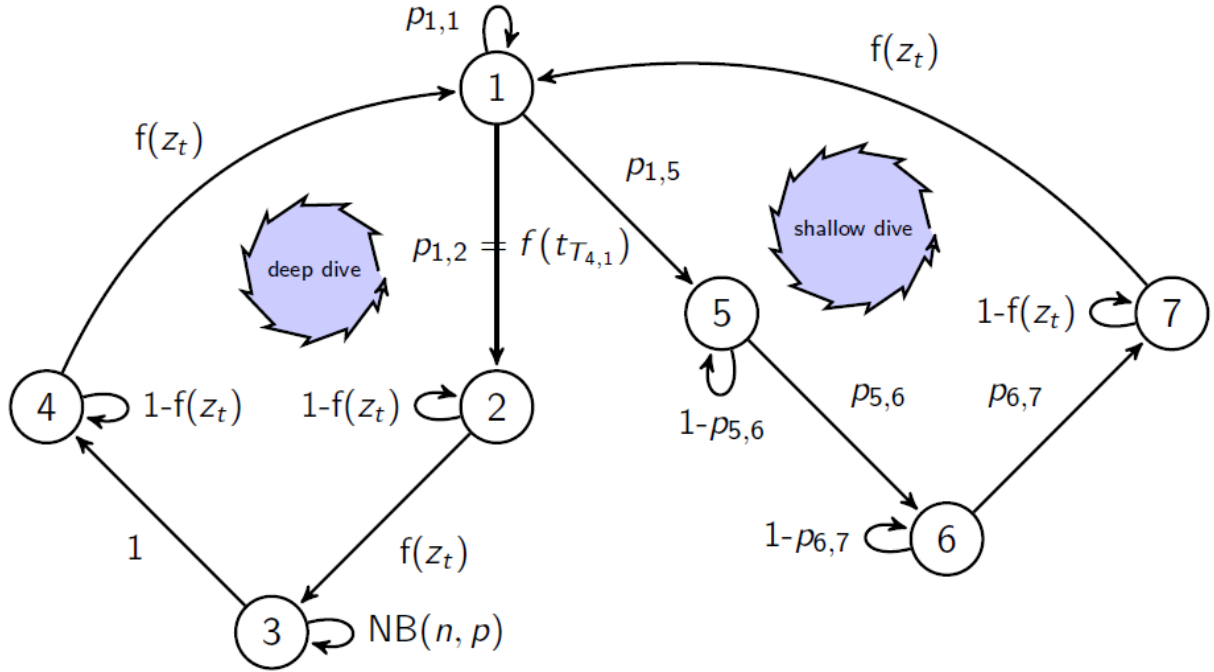 p₁,₁
1
f(zₜ)
f(zₜ)
p₁,₅
shallow dive
p₁,₂ = f(t_{T₄,₁})
deep dive
5
1-f(zₜ)
7
4
1-f(zₜ)
1-f(zₜ)
2
1-p₅,₆
p₅,₆
p₆,₇
1
f(zₜ)
1-p₆,₇
6
3
NB(n, p)